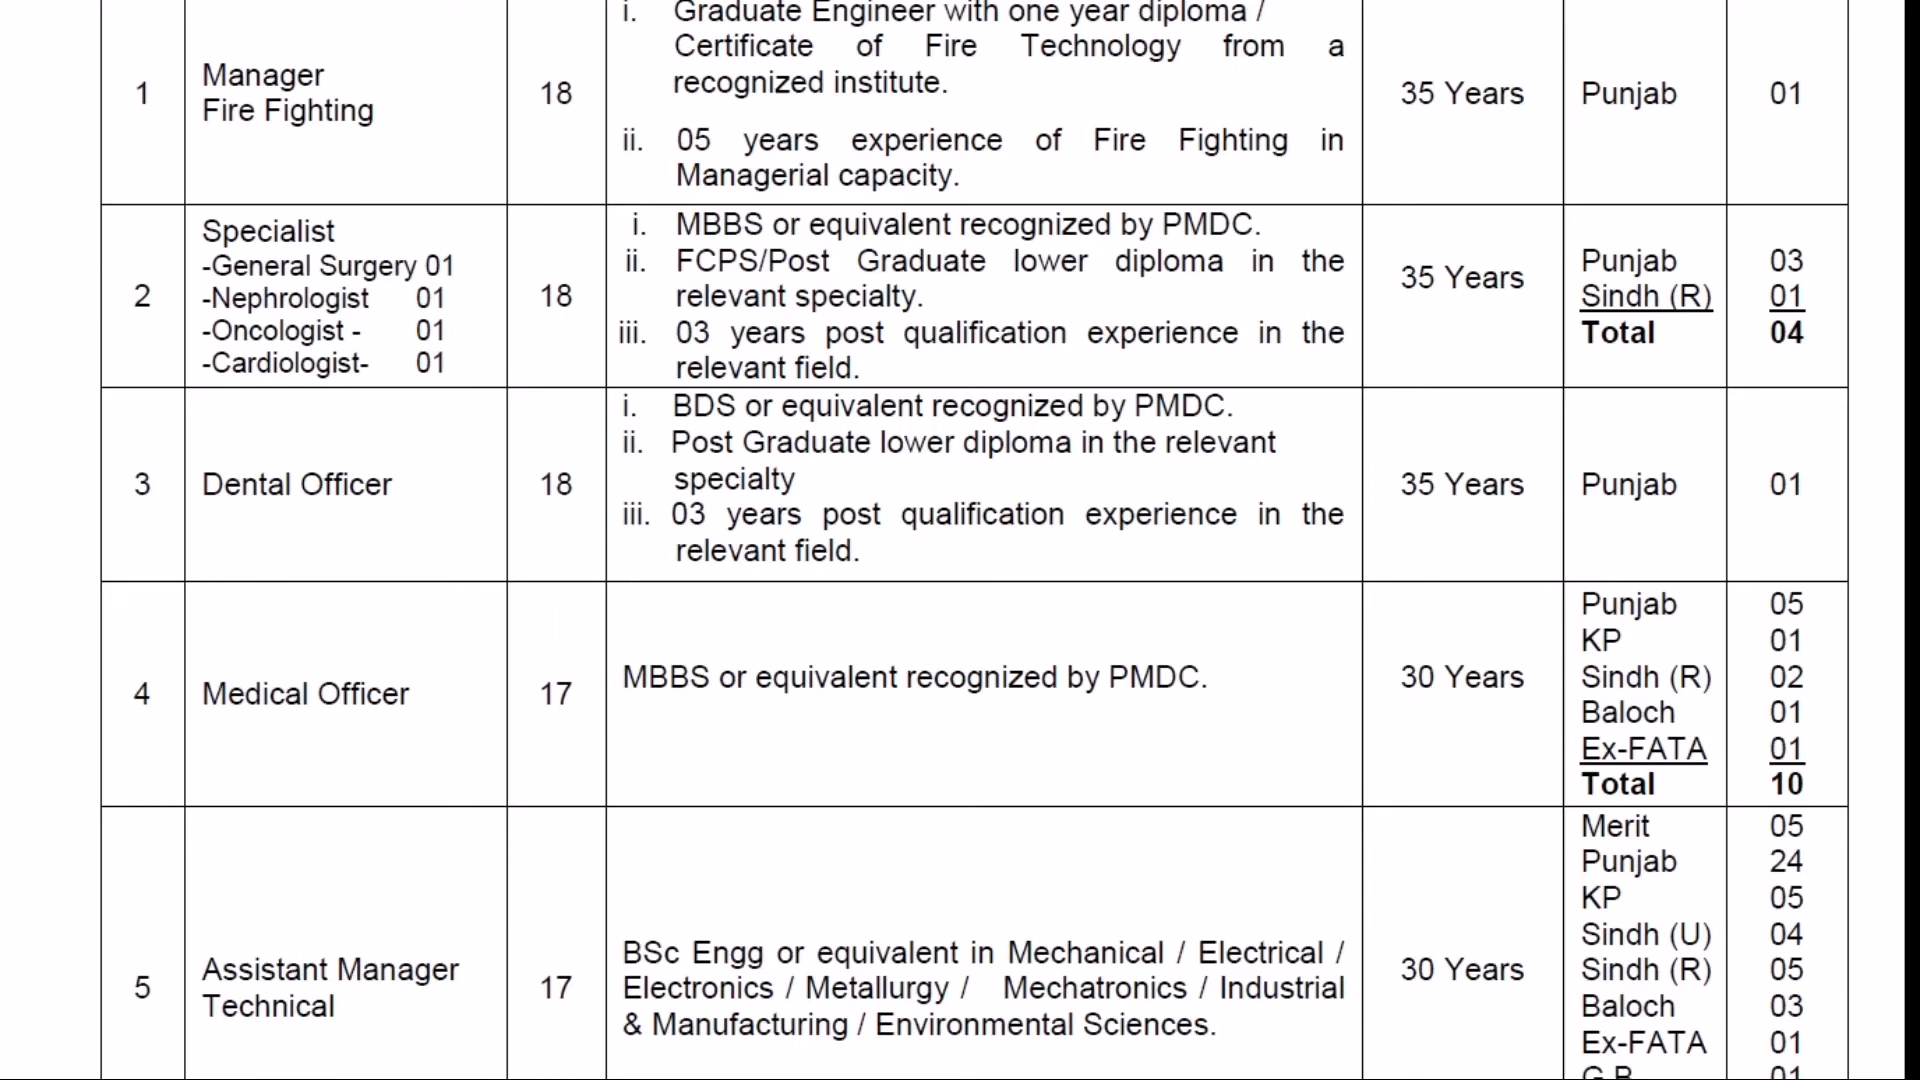 1
Manager
Fire Fighting
18
i. Graduate Engineer with one year diploma /
Certificate of Fire Technology from a
recognized institute.
ii. 05 years experience of Fire Fighting in
Managerial capacity.
35 Years
Punjab 01
2
Specialist
-General Surgery 01
-Nephrologist 01
-Oncologist - 01
-Cardiologist- 01
18
i. MBBS or equivalent recognized by PMDC.
ii. FCPS/Post Graduate lower diploma in the
relevant specialty.
iii. 03 years post qualification experience in the
relevant field.
35 Years
Punjab 03
Sindh (R) 01
Total 04
3
Dental Officer
18
i. BDS or equivalent recognized by PMDC.
ii. Post Graduate lower diploma in the relevant
specialty
iii. 03 years post qualification experience in the
relevant field.
35 Years
Punjab 01
4
Medical Officer
17
MBBS or equivalent recognized by PMDC.
30 Years
Punjab 05
KP 01
Sindh (R) 02
Baloch 01
Ex-FATA 01
Total 10
5
Assistant Manager
Technical
17
BSc Engg or equivalent in Mechanical / Electrical /
Electronics / Metallurgy / Mechatronics / Industrial
& Manufacturing / Environmental Sciences.
30 Years
Merit 05
Punjab 24
KP 05
Sindh (U) 04
Sindh (R) 05
Baloch 03
Ex-FATA 01
G.B 01